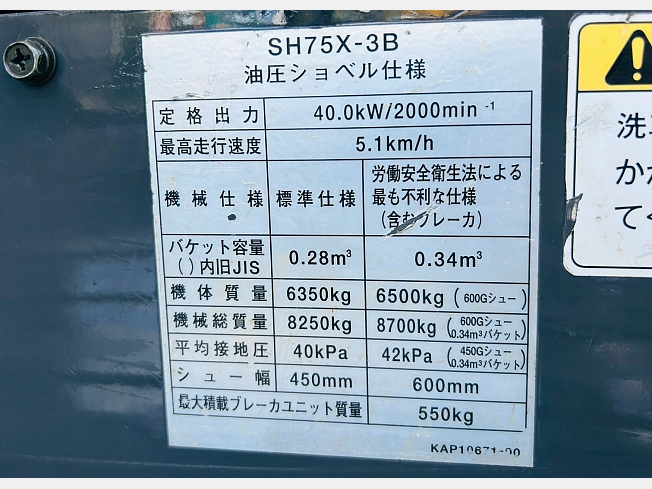 SH75X-3B
油圧ショベル仕様
定格出力 40.0kW/2000min⁻¹
最高走行速度 5.1km/h
機械仕様 標準仕様 労働安全衛生法による
最も不利な仕様
(含むブレーカ)
バケット容量
( )内旧JIS 0.28m³ 0.34m³
機体質量 6350kg 6500kg (600Gシュー)
機械総質量 8250kg 8700kg (600Gシュー 0.34m³バケット)
平均接地圧 40kPa 42kPa (450Gシュー 0.34m³バケット)
シュー幅 450mm 600mm
最大積載ブレーカユニット質量 550kg
KAP10671-00
洗
か
て